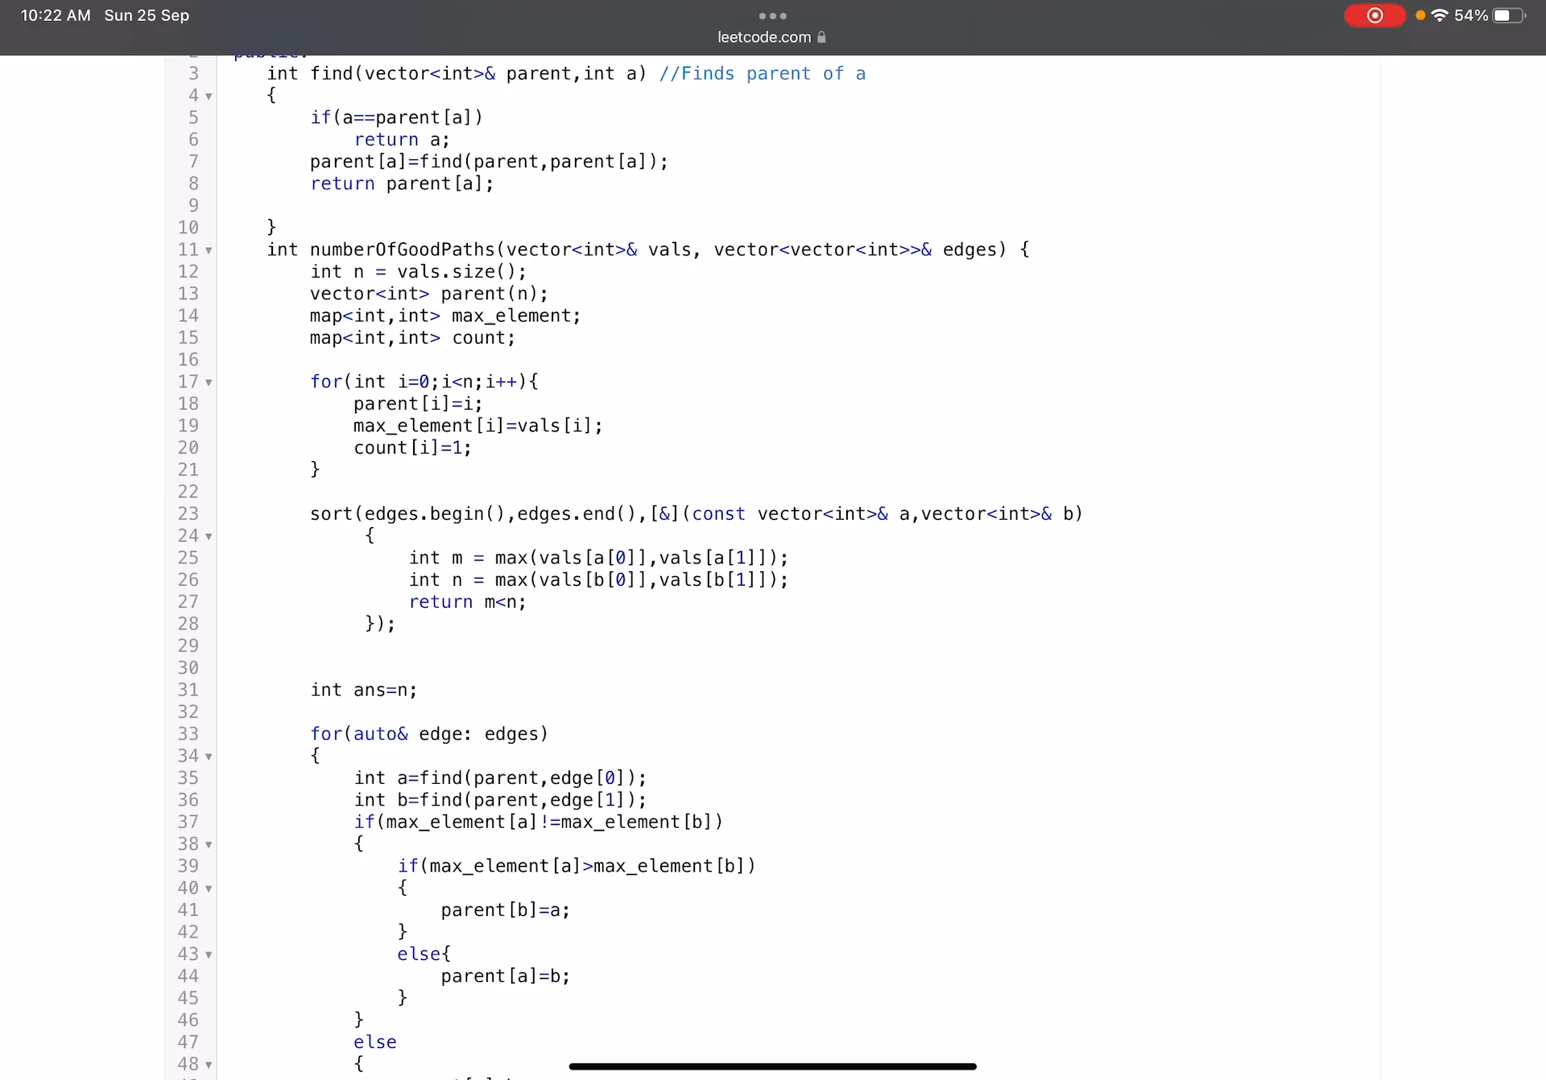 10:22 AM Sun 25 Sep
54%
leetcode.com
2 public:
3 int find(vector<int>& parent,int a) //Finds parent of a
4 {
5 if(a==parent[a])
6 return a;
7 parent[a]=find(parent,parent[a]);
8 return parent[a];
9
10 }
11 int numberOfGoodPaths(vector<int>& vals, vector<vector<int>>& edges) {
12 int n = vals.size();
13 vector<int> parent(n);
14 map<int,int> max_element;
15 map<int,int> count;
16
17 for(int i=0;i<n;i++){
18 parent[i]=i;
19 max_element[i]=vals[i];
20 count[i]=1;
21 }
22
23 sort(edges.begin(),edges.end(),[&](const vector<int>& a,vector<int>& b)
24 {
25 int m = max(vals[a[0]],vals[a[1]]);
26 int n = max(vals[b[0]],vals[b[1]]);
27 return m<n;
28 });
29
30
31 int ans=n;
32
33 for(auto& edge: edges)
34 {
35 int a=find(parent,edge[0]);
36 int b=find(parent,edge[1]);
37 if(max_element[a]!=max_element[b])
38 {
39 if(max_element[a]>max_element[b])
40 {
41 parent[b]=a;
42 }
43 else{
44 parent[a]=b;
45 }
46 }
47 else
48 {